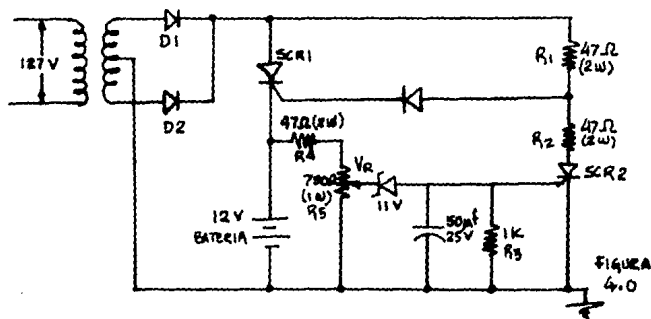 127V
D1
D2
SCR1
R1
47Ω
(2W)
R2
47Ω
(2W)
SCR2
47Ω(2W)
R4
VR
750Ω
(1W)
R5
11V
12V
BATERIA
50µf
25V
1K
R3
FIGURA
4.0